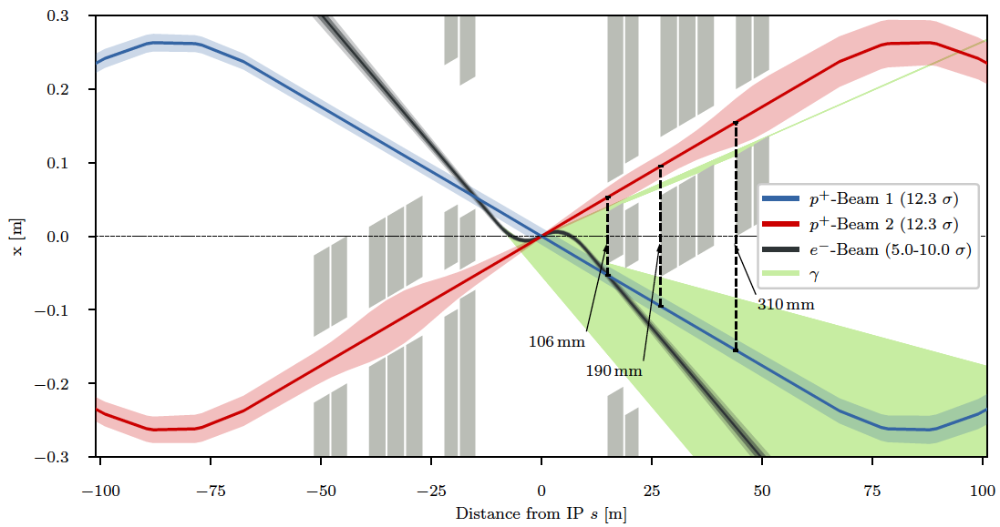 0.3
0.2
0.1
0.0
−0.1
−0.2
−0.3
x [m]
p⁺-Beam 1 (12.3 σ)
p⁺-Beam 2 (12.3 σ)
e⁻-Beam (5.0-10.0 σ)
γ
310 mm
106 mm
190 mm
−100
−75
−50
−25
0
25
50
75
100
Distance from IP s [m]